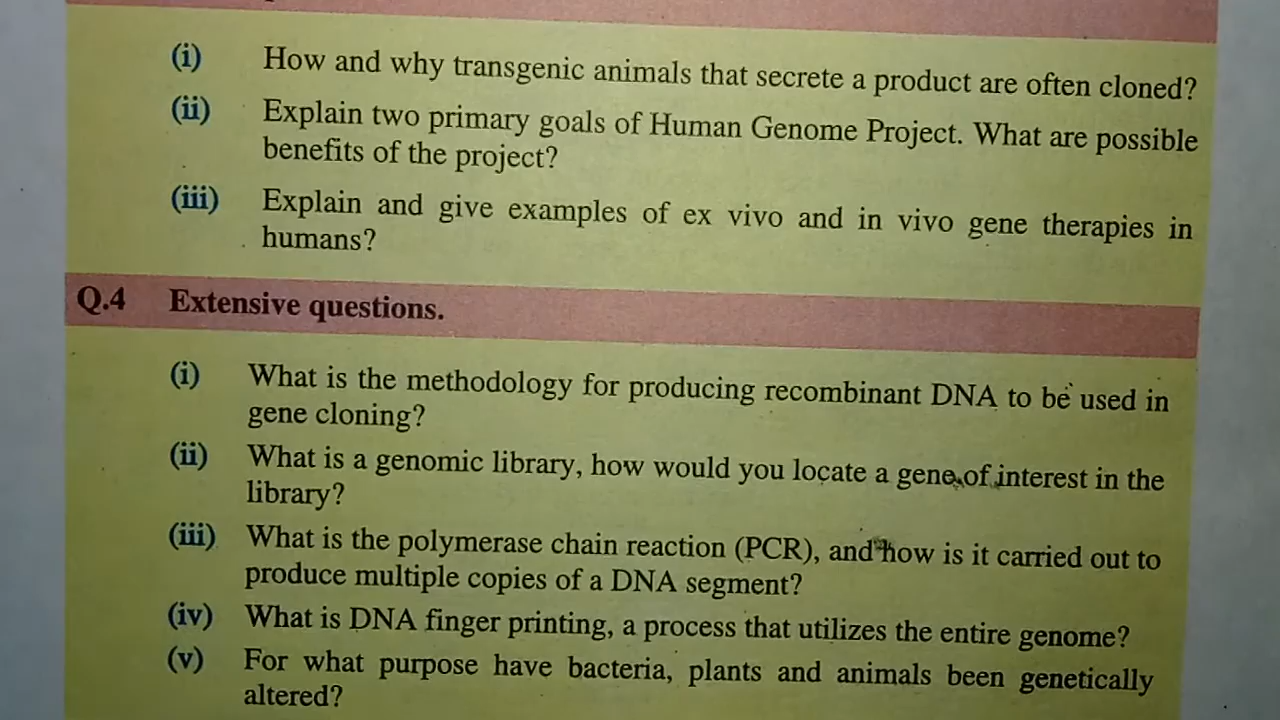 (i) How and why transgenic animals that secrete a product are often cloned?
(ii) Explain two primary goals of Human Genome Project. What are possible
benefits of the project?
(iii) Explain and give examples of ex vivo and in vivo gene therapies in
humans?
Q.4 Extensive questions.
(i) What is the methodology for producing recombinant DNA to be used in
gene cloning?
(ii) What is a genomic library, how would you locate a gene of interest in the
library?
(iii) What is the polymerase chain reaction (PCR), and how is it carried out to
produce multiple copies of a DNA segment?
(iv) What is DNA finger printing, a process that utilizes the entire genome?
(v) For what purpose have bacteria, plants and animals been genetically
altered?